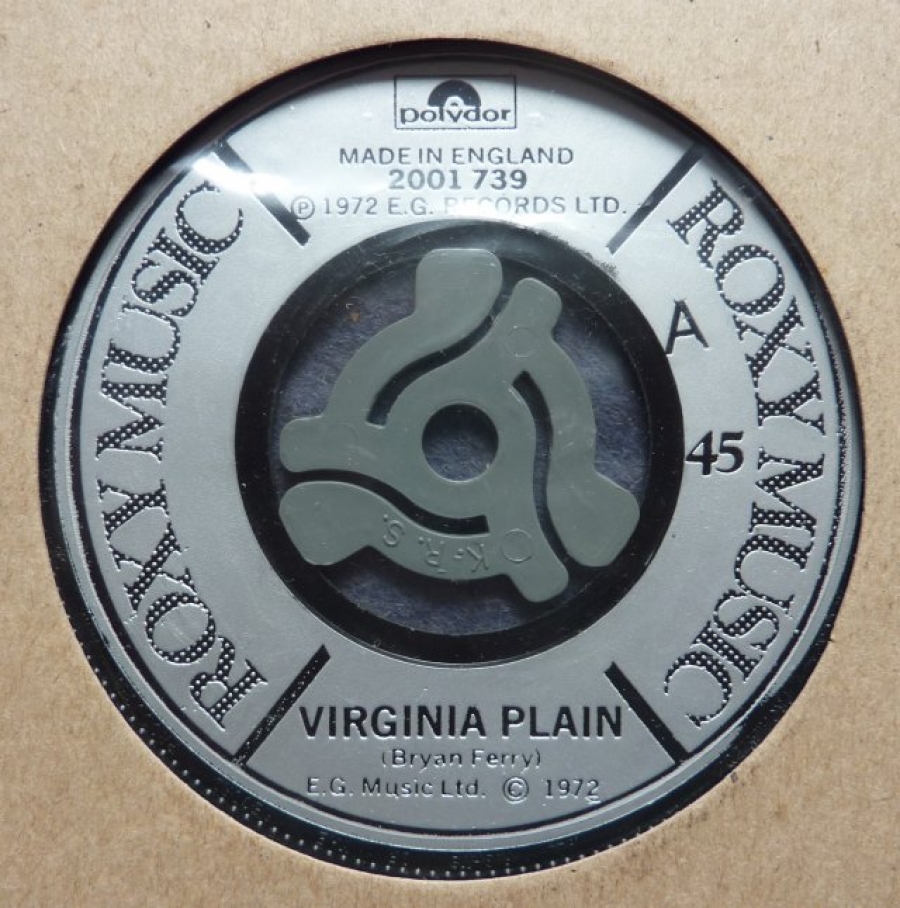 polydor
MADE IN ENGLAND
2001 739
℗ 1972 E.G. RECORDS LTD.
ROXY MUSIC
ROXY MUSIC
A
45
K.R.S.
VIRGINIA PLAIN
(Bryan Ferry)
E.G. Music Ltd. © 1972